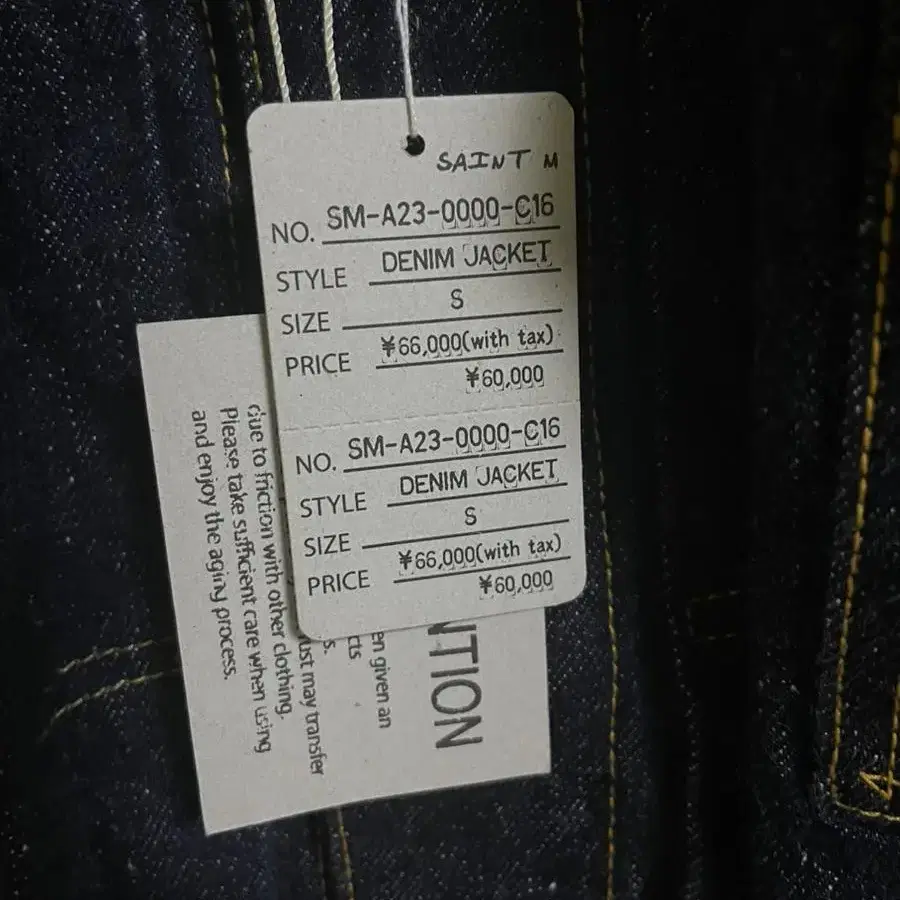 SAINT M
NO. SM-A23-0000-C16
STYLE DENIM JACKET
SIZE S
PRICE ¥66,000(with tax)
¥60,000
NO. SM-A23-0000-C16
STYLE DENIM JACKET
SIZE S
PRICE ¥66,000(with tax)
¥60,000
NTION
en given an
cts
s.
ust may transfer
due to friction with other clothing.
Please take sufficient care when using
and enjoy the aging process.